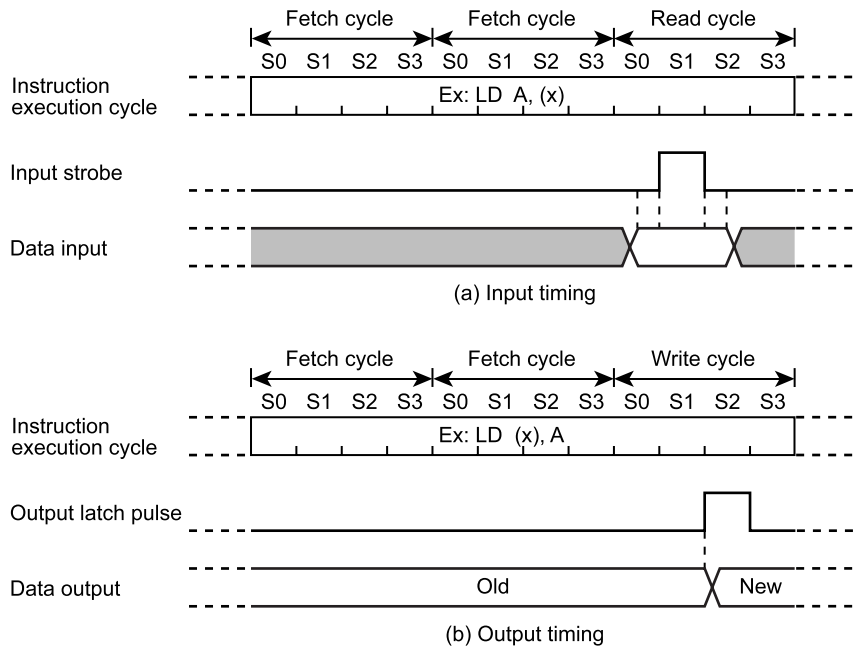 Fetch cycle Fetch cycle Read cycle
S0 S1 S2 S3 S0 S1 S2 S3 S0 S1 S2 S3
Instruction
execution cycle
Ex: LD A, (x)
Input strobe
Data input
(a) Input timing
Fetch cycle Fetch cycle Write cycle
S0 S1 S2 S3 S0 S1 S2 S3 S0 S1 S2 S3
Instruction
execution cycle
Ex: LD (x), A
Output latch pulse
Data output Old New
(b) Output timing